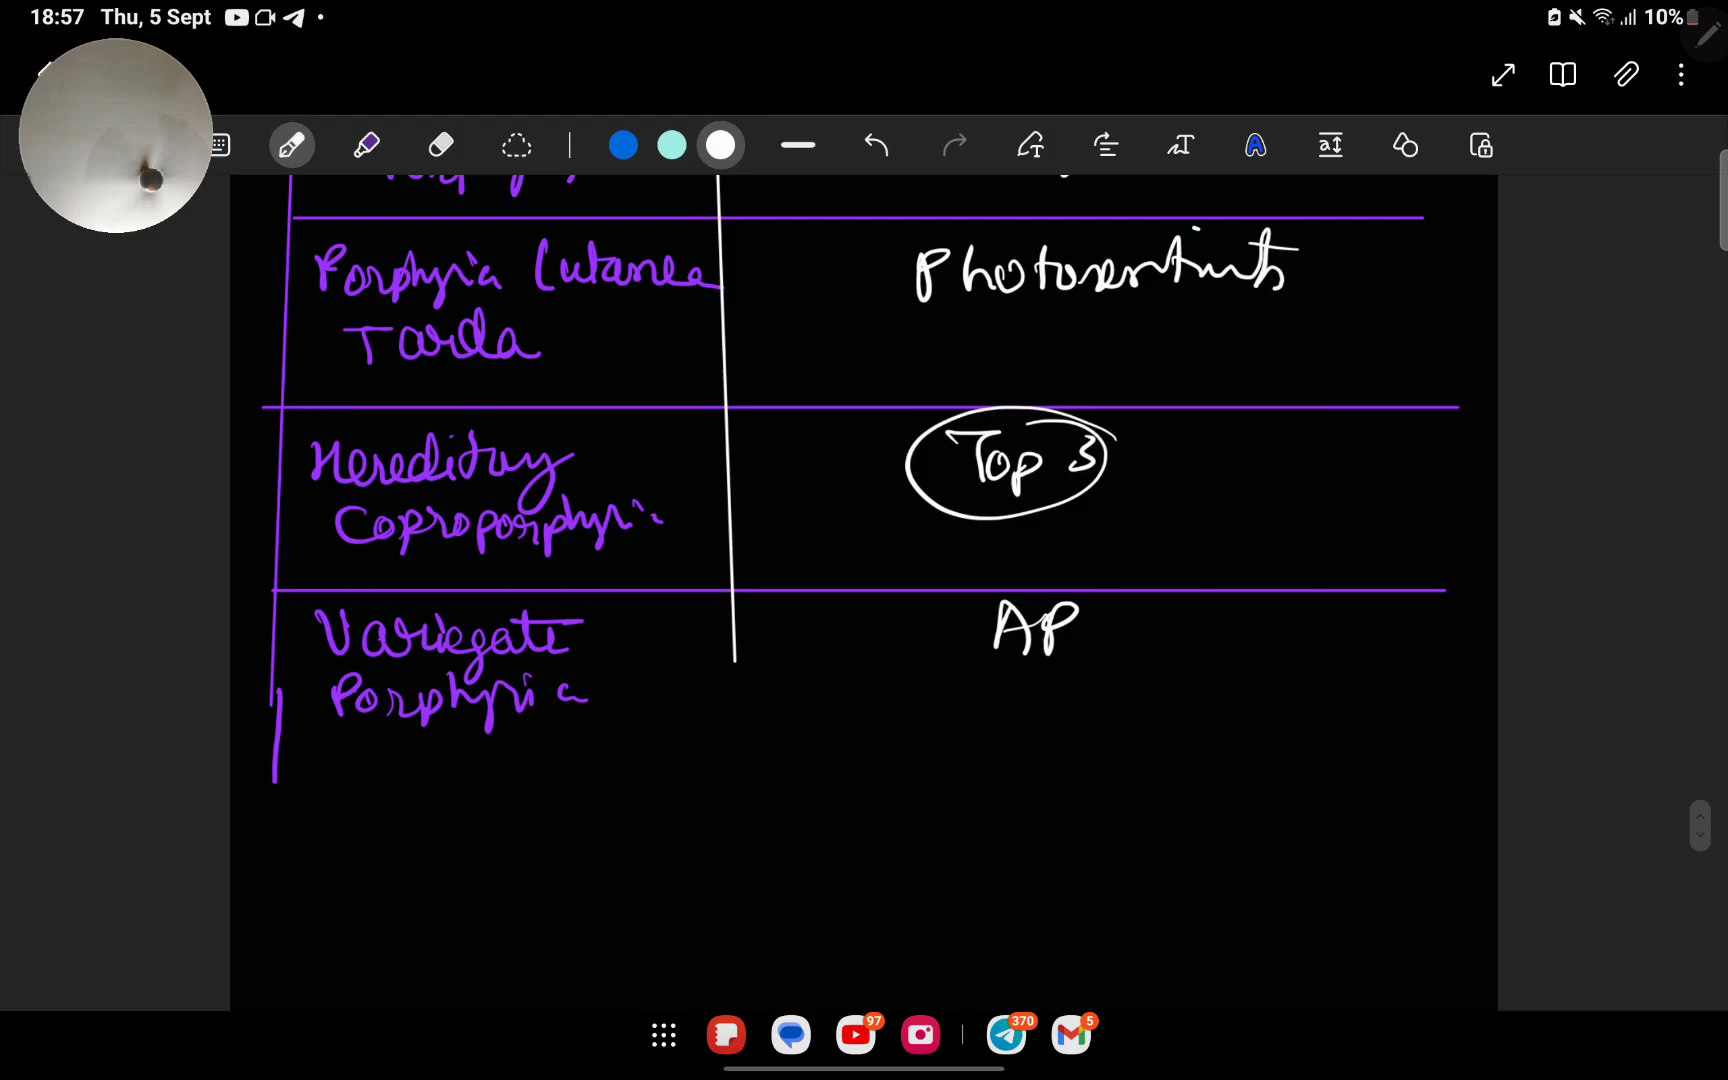 18:57 Thu, 5 Sept
10%
Porphyria Cutanea
Tarda
Photosensitivity
Hereditary
Coproporphyria
Top 3
Variegate
Porphyria
AP
97
370
5